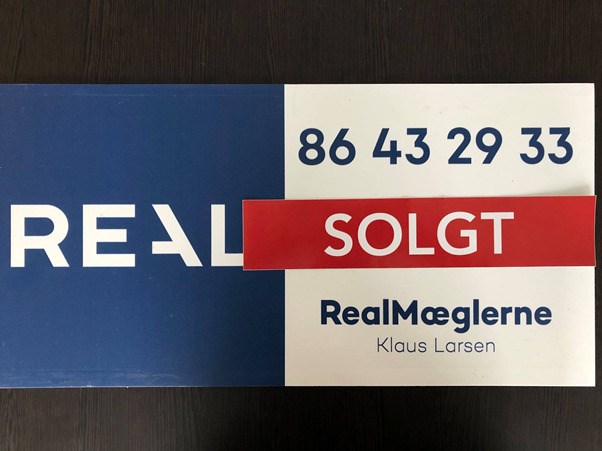 REAL
86 43 29 33
SOLGT
RealMæglerne
Klaus Larsen